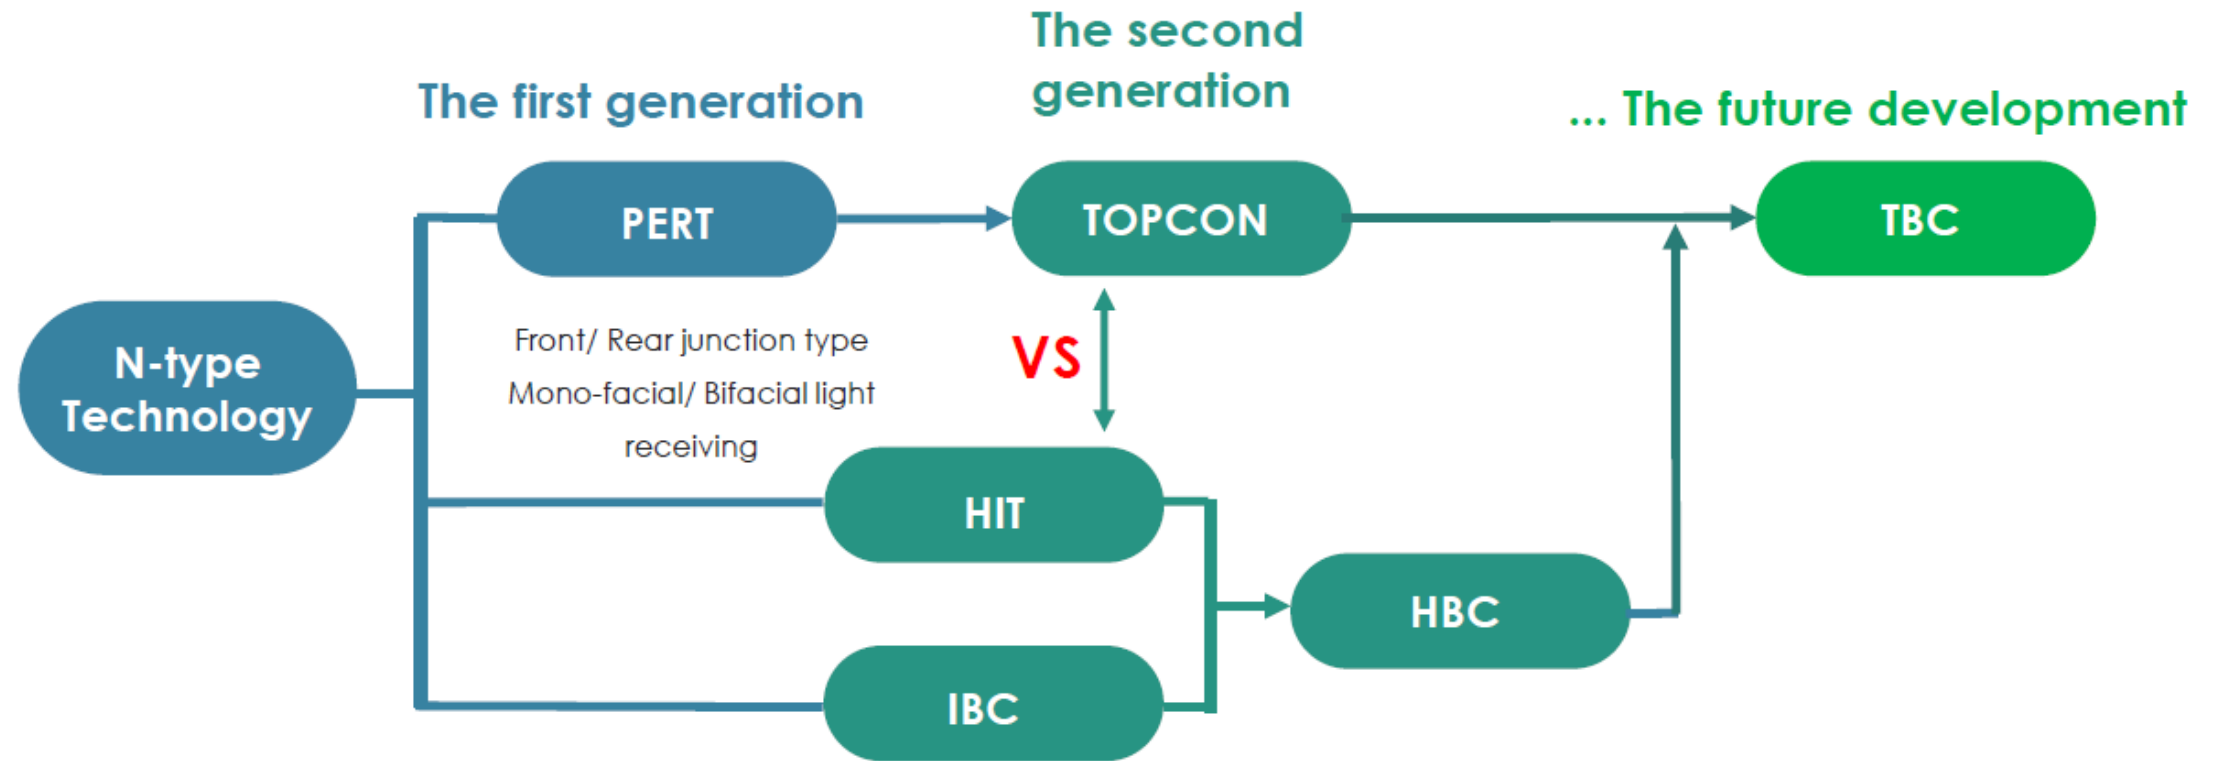 The first generation
The second
generation
... The future development
PERT
TOPCON
TBC
N-type
Technology
Front/ Rear junction type
Mono-facial/ Bifacial light
receiving
VS
HIT
HBC
IBC